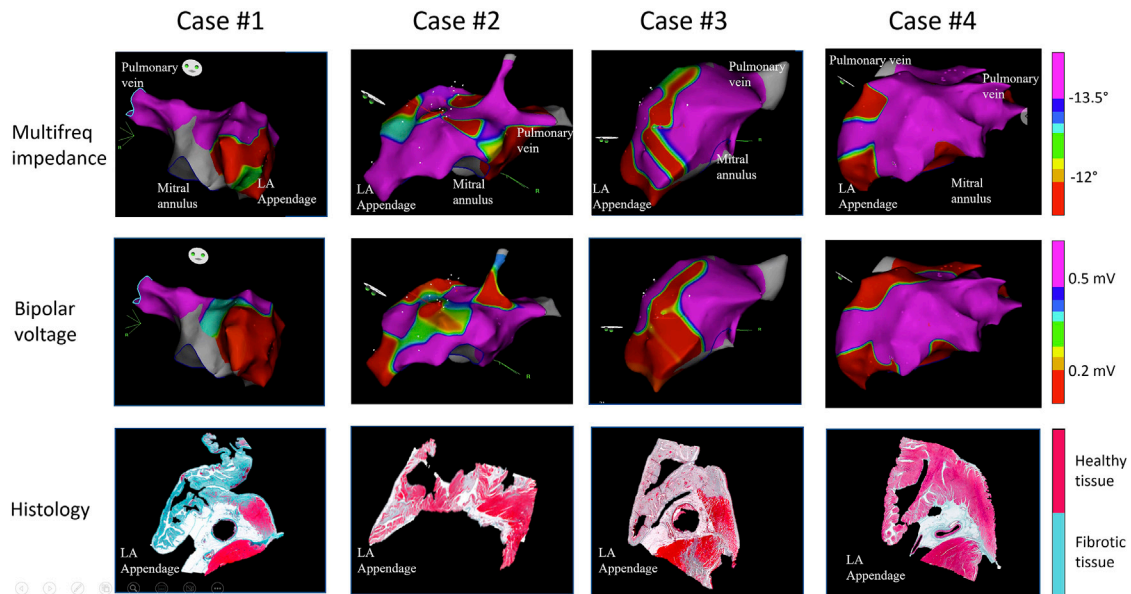 Case #1
Case #2
Case #3
Case #4
Multifreq
impedance
Pulmonary
vein
Mitral
annulus
LA
Appendage
R
Pulmonary
vein
LA
Appendage
Mitral
annulus
R
Pulmonary
vein
Mitral
annulus
LA
Appendage
R
Pulmonary vein
Pulmonary
vein
LA
Appendage
Mitral
annulus
-13.5°
-12°
Bipolar
voltage
R
R
R
0.5 mV
0.2 mV
Histology
LA
Appendage
LA
Appendage
LA
Appendage
LA
Appendage
Healthy
tissue
Fibrotic
tissue